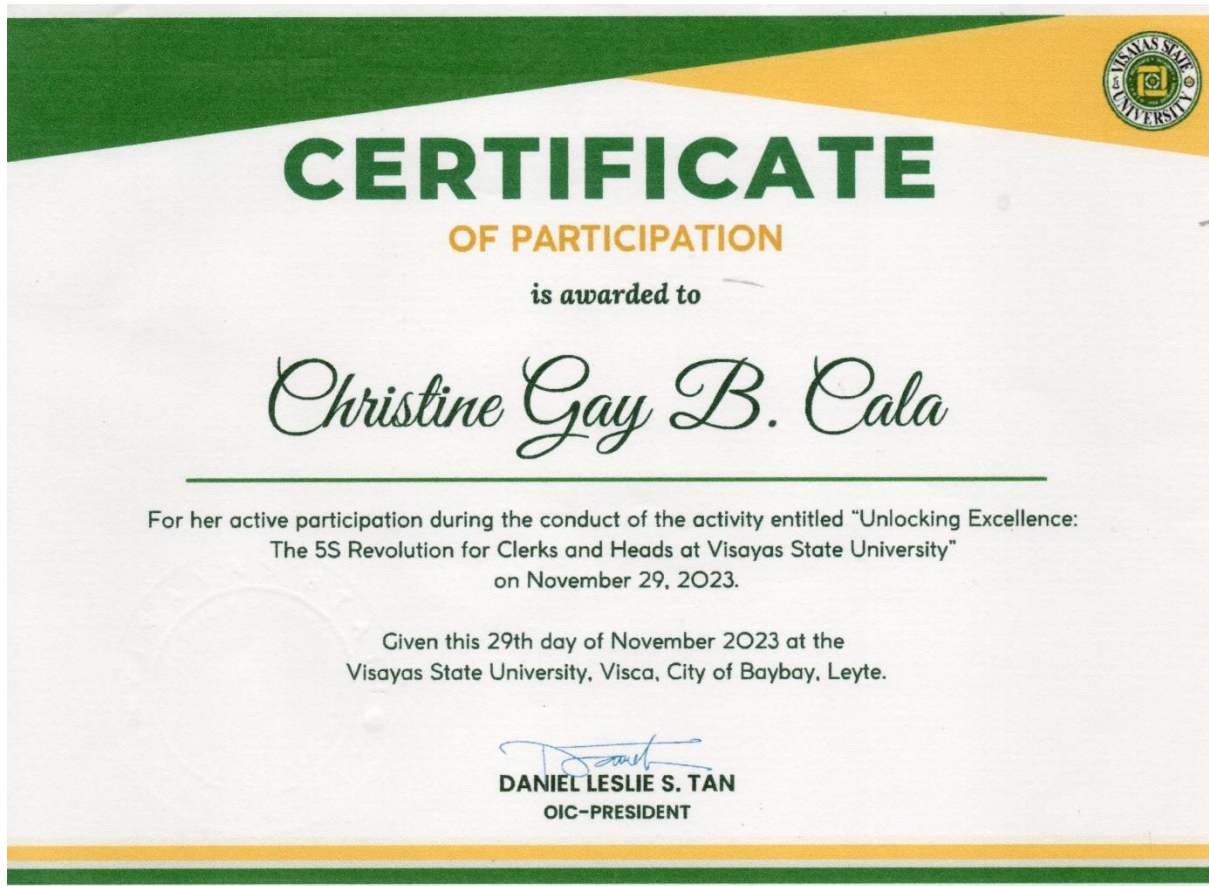 VISAYAS STATE UNIVERSITY
CERTIFICATE
OF PARTICIPATION
is awarded to
Christine Gay B. Cala
For her active participation during the conduct of the activity entitled “Unlocking Excellence:
The 5S Revolution for Clerks and Heads at Visayas State University”
on November 29, 2023.
Given this 29th day of November 2023 at the
Visayas State University, Visca, City of Baybay, Leyte.
DANIEL LESLIE S. TAN
OIC-PRESIDENT